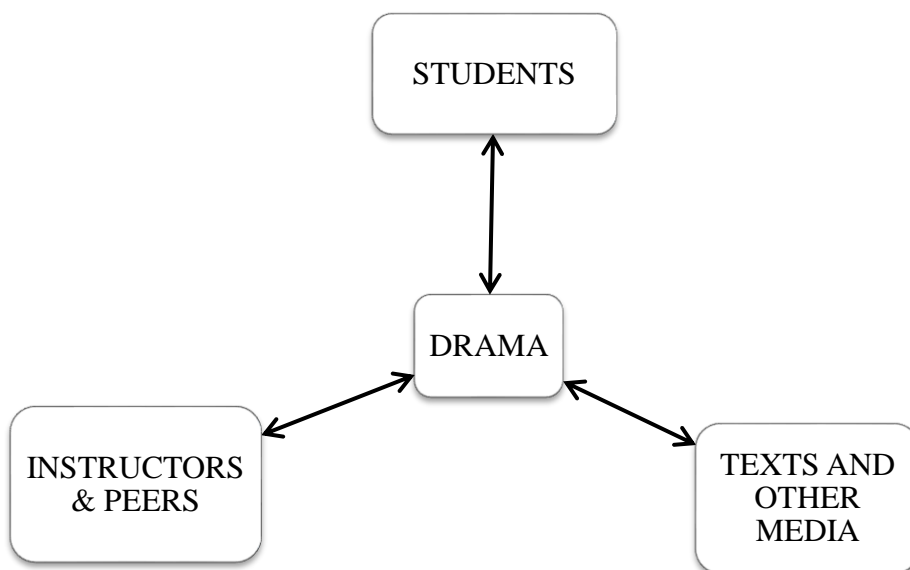 STUDENTS
DRAMA
INSTRUCTORS
& PEERS
TEXTS AND
OTHER
MEDIA